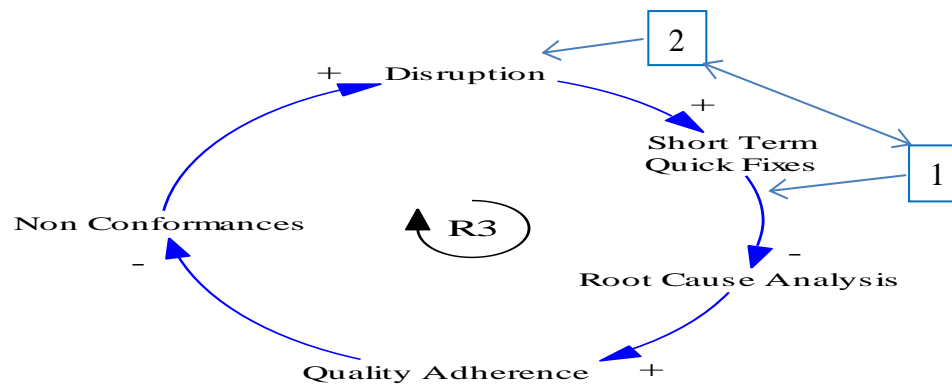 2
+
Disruption
+
Short Term
Quick Fixes
1
Non Conformances
R3
-
-
Root Cause Analysis
Quality Adherence
+